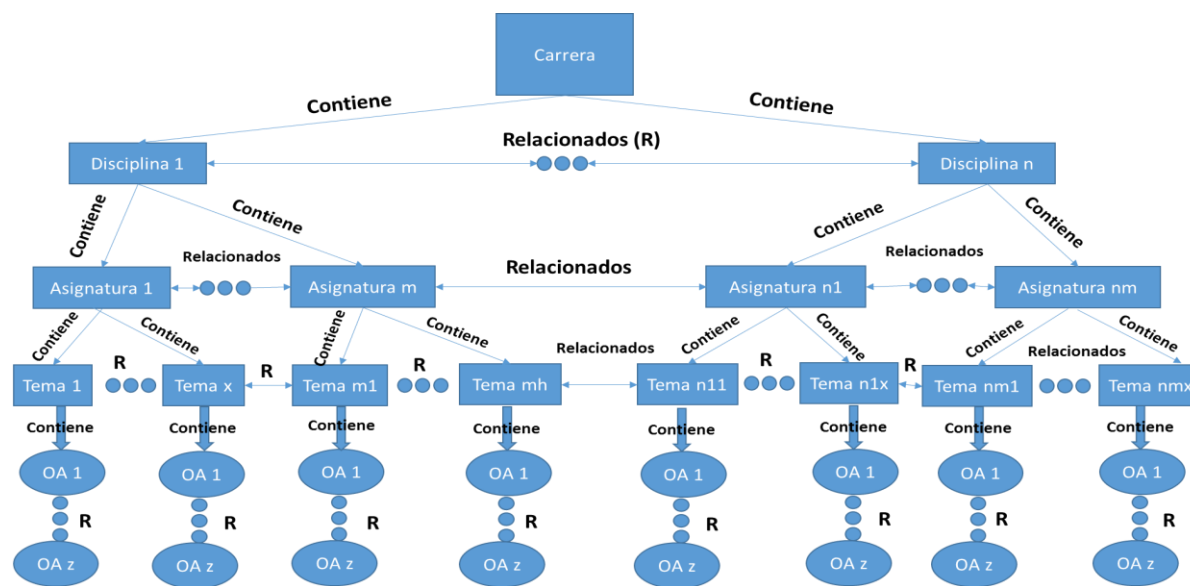 Carrera
Contiene
Contiene
Relacionados (R)
Disciplina 1
Disciplina n
Contiene
Contiene
Contiene
Contiene
Relacionados
Relacionados
Relacionados
Asignatura 1
Asignatura m
Asignatura n1
Asignatura nm
Contiene
Contiene
Contiene
Contiene
Contiene
Contiene
Contiene
Contiene
R
R
R
Relacionados
R
R
Relacionados
Tema 1
Tema x
Tema m1
Tema mh
Tema n11
Tema n1x
Tema nm1
Tema nmx
Contiene
Contiene
Contiene
Contiene
Contiene
Contiene
Contiene
Contiene
OA 1
OA 1
OA 1
OA 1
OA 1
OA 1
OA 1
OA 1
R
R
R
R
R
R
R
R
OA z
OA z
OA z
OA z
OA z
OA z
OA z
OA z